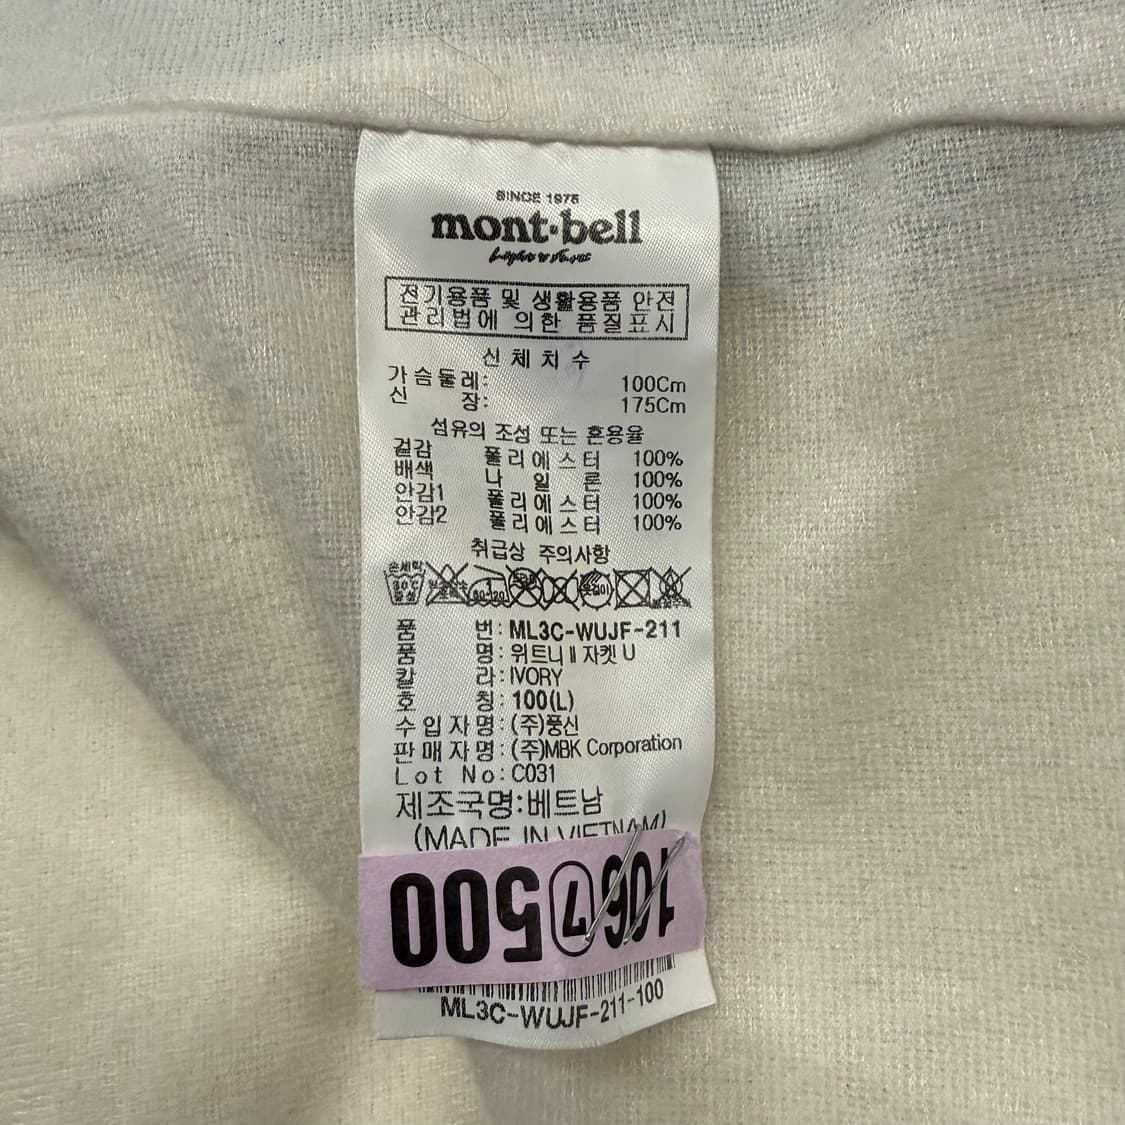 SINCE 1975
mont·bell
전기용품 및 생활용품 안전
관리법에 의한 품질표시
신체치수
가슴둘레: 100Cm
신 장: 175Cm
섬유의 조성 또는 혼용율
겉감 폴리에스터 100%
배색 나일론 100%
안감1 폴리에스터 100%
안감2 폴리에스터 100%
취급상 주의사항
손세탁
30℃
중성
품 번: ML3C-WUJF-211
품 명: 위트니 II 자켓 U
칼 라: IVORY
호 칭: 100(L)
수입자명: (주)풍신
판매자명: (주)MBK Corporation
Lot No: C031
제조국명:베트남
(MADE IN VIETNAM)
106⑦500
ML3C-WUJF-211-100